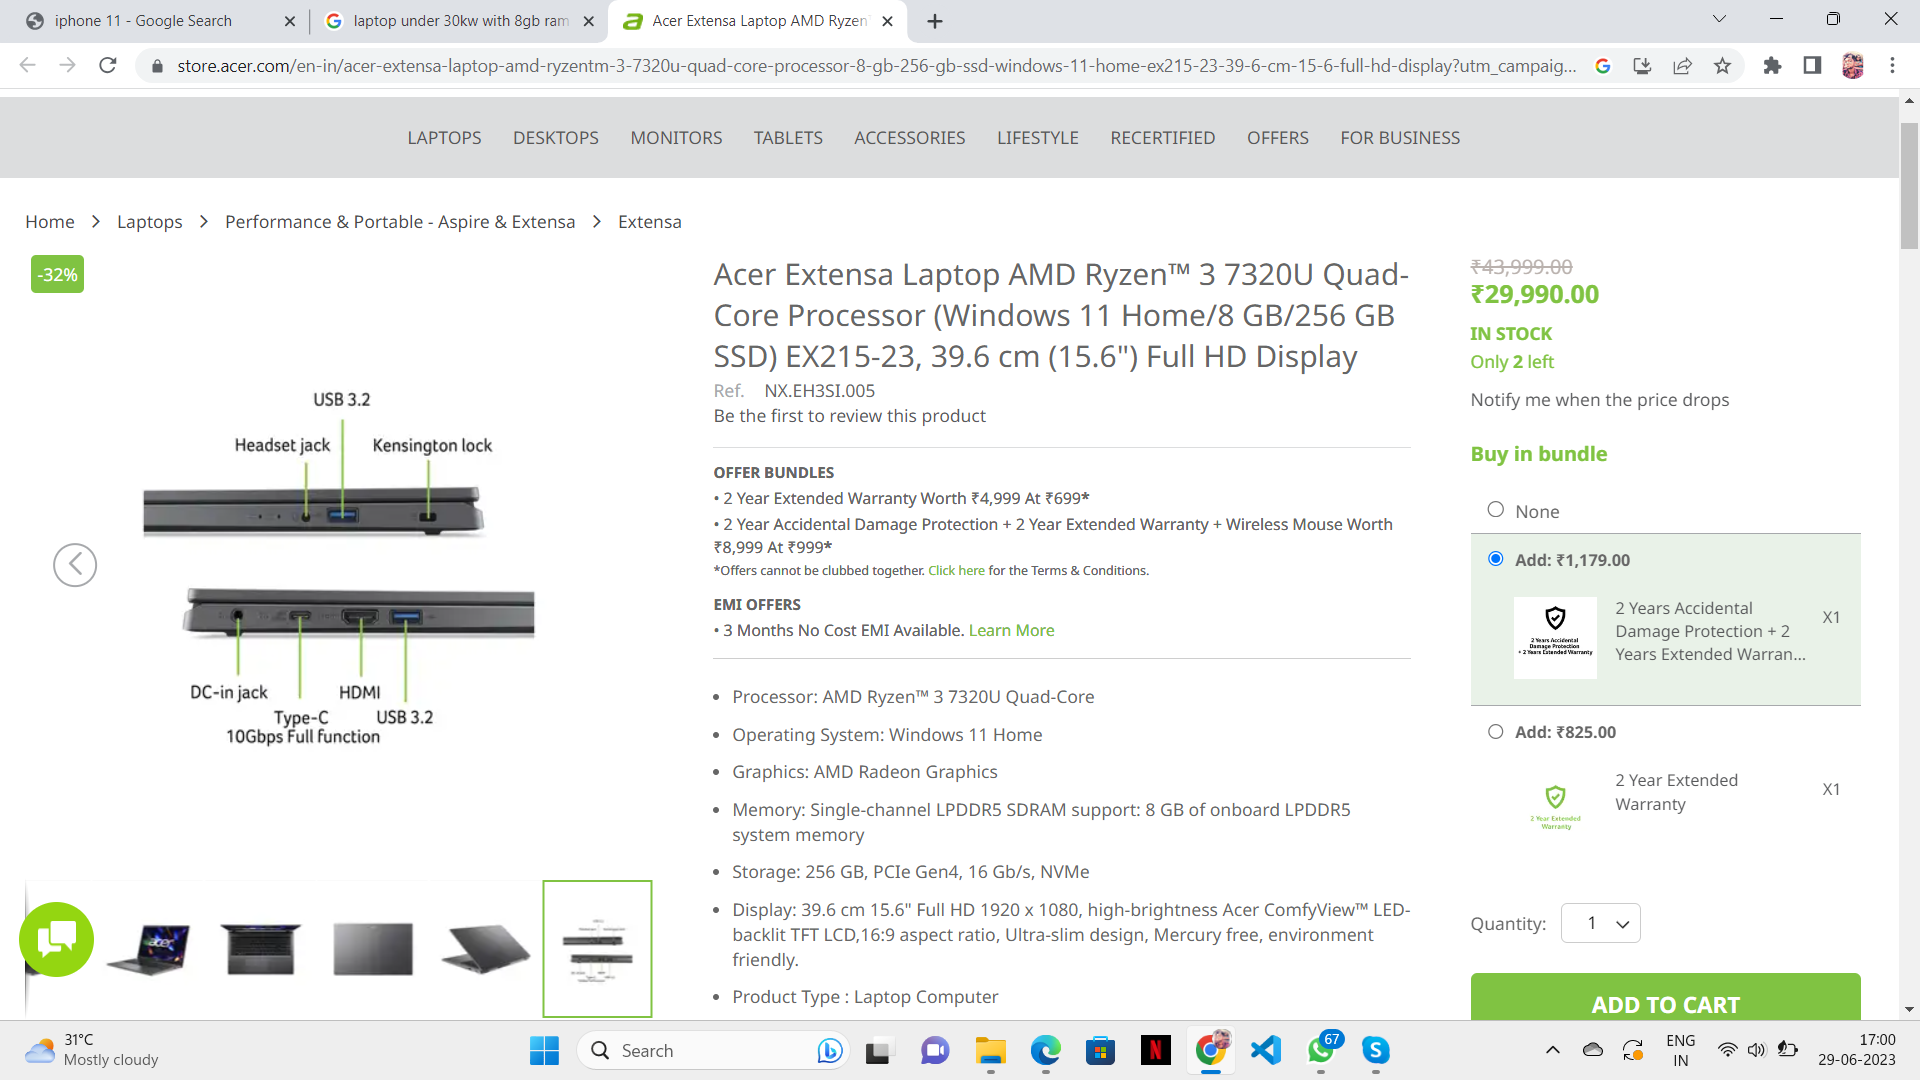 iphone 11 - Google Search
laptop under 30kw with 8gb ram
Acer Extensa Laptop AMD Ryzen
store.acer.com/en-in/acer-extensa-laptop-amd-ryzentm-3-7320u-quad-core-processor-8-gb-256-gb-ssd-windows-11-home-ex215-23-39-6-cm-15-6-full-hd-display?utm_campaig...
LAPTOPS DESKTOPS MONITORS TABLETS ACCESSORIES LIFESTYLE RECERTIFIED OFFERS FOR BUSINESS
Home > Laptops > Performance & Portable - Aspire & Extensa > Extensa
-32%
USB 3.2
Headset jack Kensington lock
DC-in jack HDMI
Type-C USB 3.2
10Gbps Full function
Acer Extensa Laptop AMD Ryzen™ 3 7320U Quad-
Core Processor (Windows 11 Home/8 GB/256 GB
SSD) EX215-23, 39.6 cm (15.6") Full HD Display
Ref. NX.EH3SI.005
Be the first to review this product
OFFER BUNDLES
• 2 Year Extended Warranty Worth ₹4,999 At ₹699*
• 2 Year Accidental Damage Protection + 2 Year Extended Warranty + Wireless Mouse Worth
₹8,999 At ₹999*
*Offers cannot be clubbed together. Click here for the Terms & Conditions.
EMI OFFERS
• 3 Months No Cost EMI Available. Learn More
• Processor: AMD Ryzen™ 3 7320U Quad-Core
• Operating System: Windows 11 Home
• Graphics: AMD Radeon Graphics
• Memory: Single-channel LPDDR5 SDRAM support: 8 GB of onboard LPDDR5
system memory
• Storage: 256 GB, PCIe Gen4, 16 Gb/s, NVMe
• Display: 39.6 cm 15.6" Full HD 1920 x 1080, high-brightness Acer ComfyView™ LED-
backlit TFT LCD,16:9 aspect ratio, Ultra-slim design, Mercury free, environment
friendly.
• Product Type : Laptop Computer
₹43,999.00
₹29,990.00
IN STOCK
Only 2 left
Notify me when the price drops
Buy in bundle
None
Add: ₹1,179.00
2 Years Accidental
Damage Protection
+ 2 Years Extended Warranty
2 Years Accidental
Damage Protection + 2
Years Extended Warran...
X1
Add: ₹825.00
2 Year Extended
Warranty
2 Year Extended
Warranty
X1
Quantity: 1
ADD TO CART
31°C
Mostly cloudy
Search
67
ENG
IN
17:00
29-06-2023